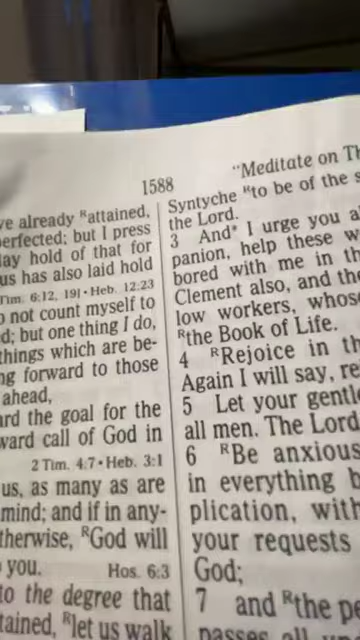 1588
"Meditate on Th
ve already ᴿattained,
perfected; but I press
lay hold of that for
us has also laid hold
Tim. 6:12, 19 1 • Heb. 12:23
not count myself to
d; but one thing I do,
things which are be-
ng forward to those
ahead,
ard the goal for the
ward call of God in
2 Tim. 4:7 • Heb. 3:1
us, as many as are
mind; and if in any-
therwise, ᴿGod will
you. Hos. 6:3
to the degree that
tained, ᴿlet us walk
Syntyche ᴿto be of the s
the Lord.
3 And* I urge you al
panion, help these w
bored with me in th
Clement also, and the
low workers, whose
ᴿthe Book of Life.
4 ᴿRejoice in th
Again I will say, re
5 Let your gentle
all men. The Lord
6 ᴿBe anxious
in everything b
plication, with
your requests
God;
7 and ᴿthe pe
passes all